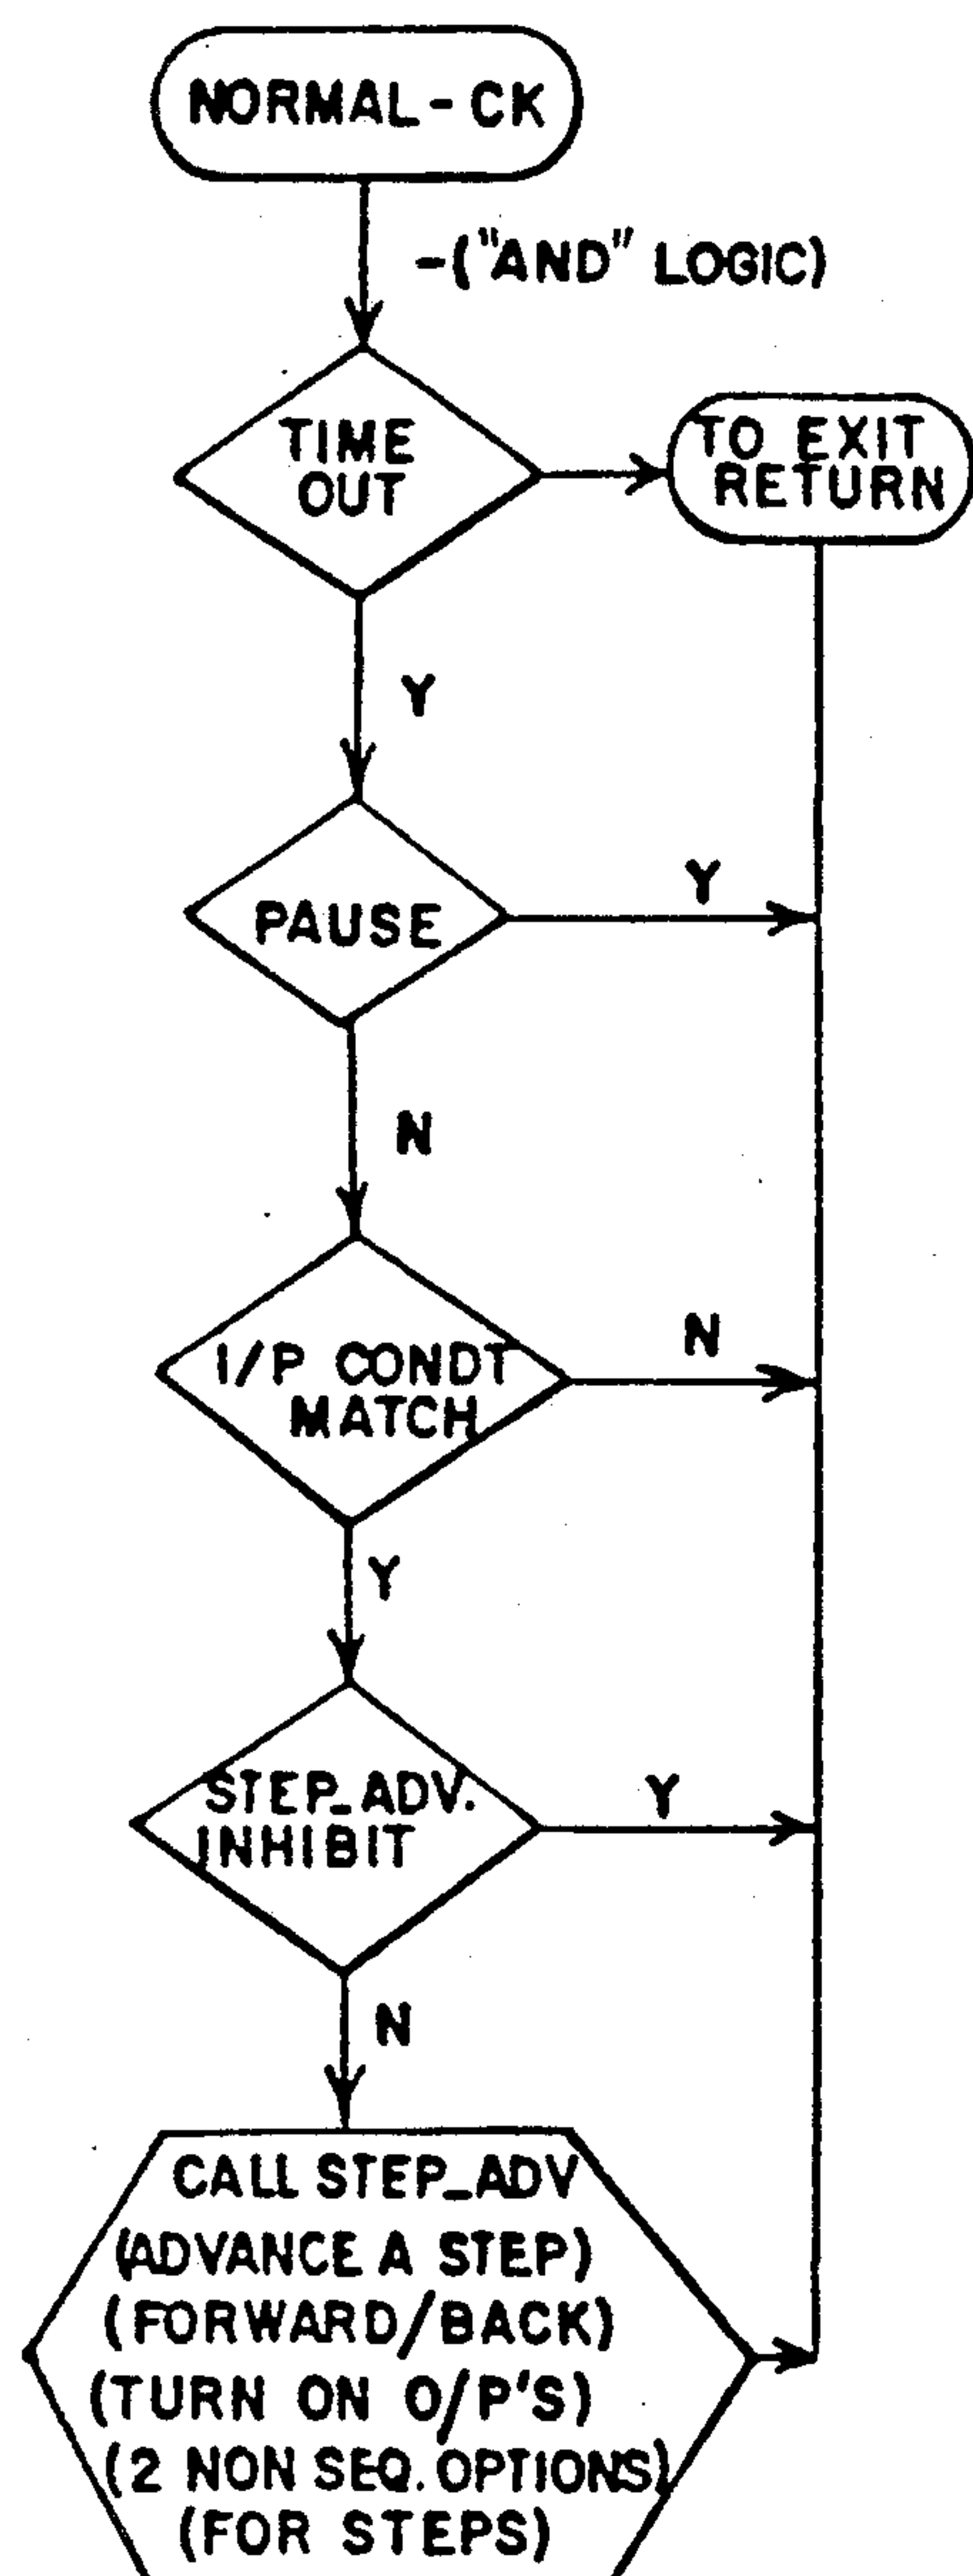 NORMAL - CK
-("AND" LOGIC)
TIME
OUT
TO EXIT
RETURN
Y
PAUSE
Y
N
I/P CONDT
MATCH
N
Y
STEP_ADV.
INHIBIT
Y
N
CALL STEP_ADV
(ADVANCE A STEP)
(FORWARD/BACK)
(TURN ON O/P'S)
(2 NON SEQ. OPTIONS)
(FOR STEPS)